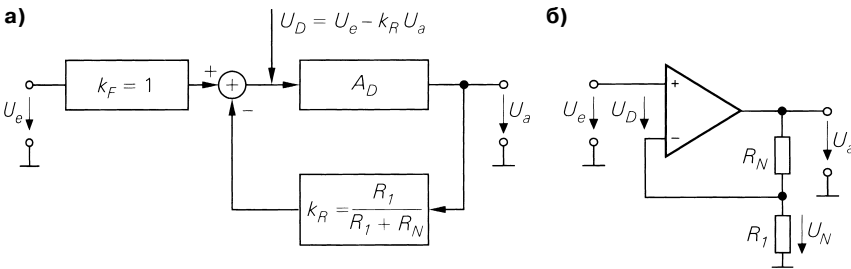 а)
U_D = U_e – k_R U_a
k_F = 1
+
+
–
A_D
U_e
U_a
k_R = R_1 / (R_1 + R_N)
б)
+
–
U_e
U_D
U_a
R_N
R_1
U_N